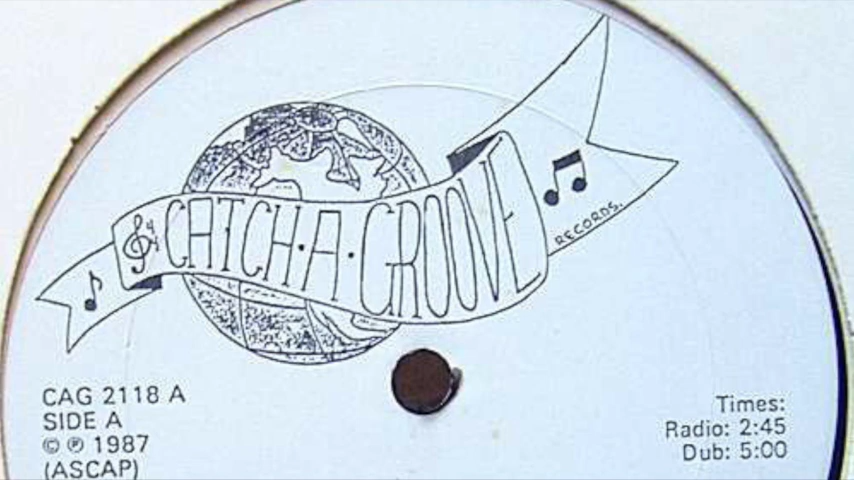 CATCH·A·GROOVE
RECORDS.
CAG 2118 A
SIDE A
© ℗ 1987
(ASCAP)
Times:
Radio: 2:45
Dub: 5:00